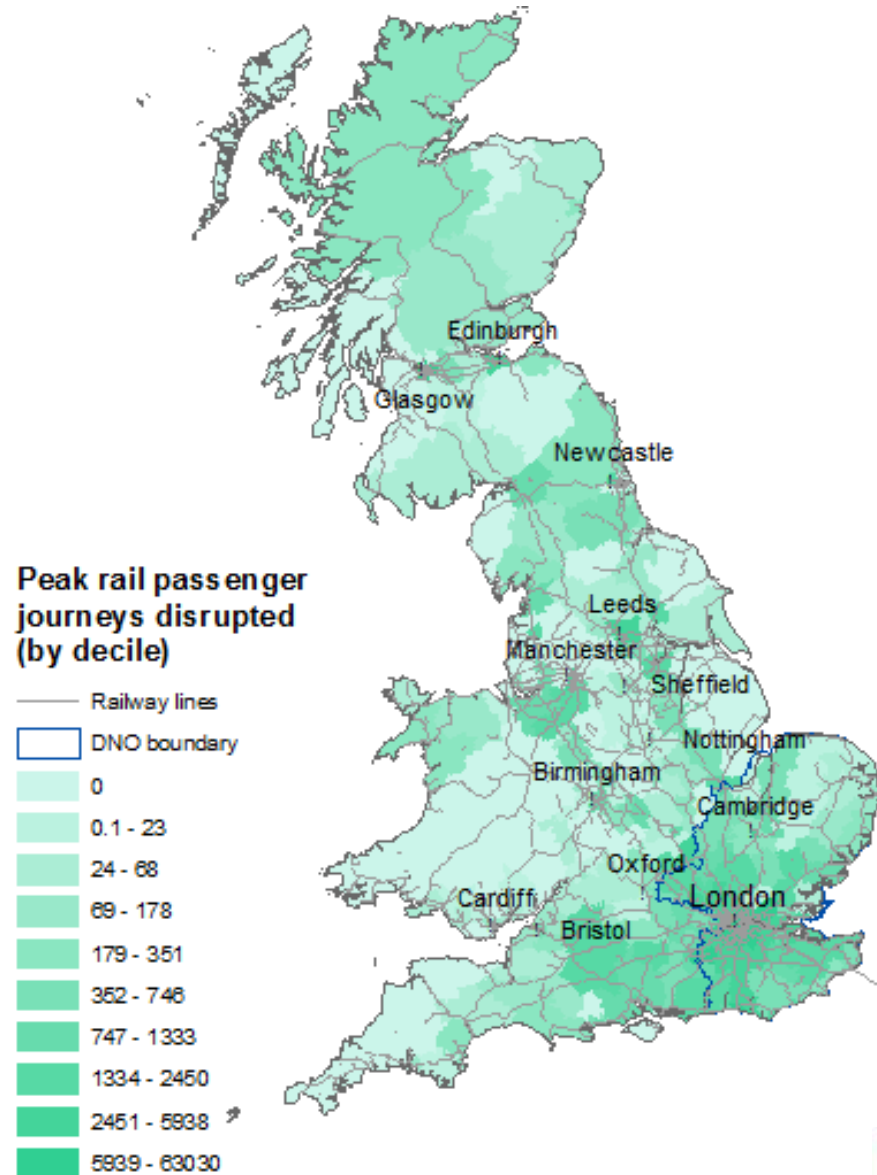 Edinburgh
Glasgow
Newcastle
Peak rail passenger
journeys disrupted
(by decile)
Leeds
Manchester
Railway lines
Sheffield
DNO boundary
Nottingham
0
Birmingham
0.1 - 23
Cambridge
24 - 68
Oxford
69 - 178
Cardiff
London
179 - 351
Bristol
352 - 746
747 - 1333
1334 - 2450
2451 - 5938
5939 - 63030